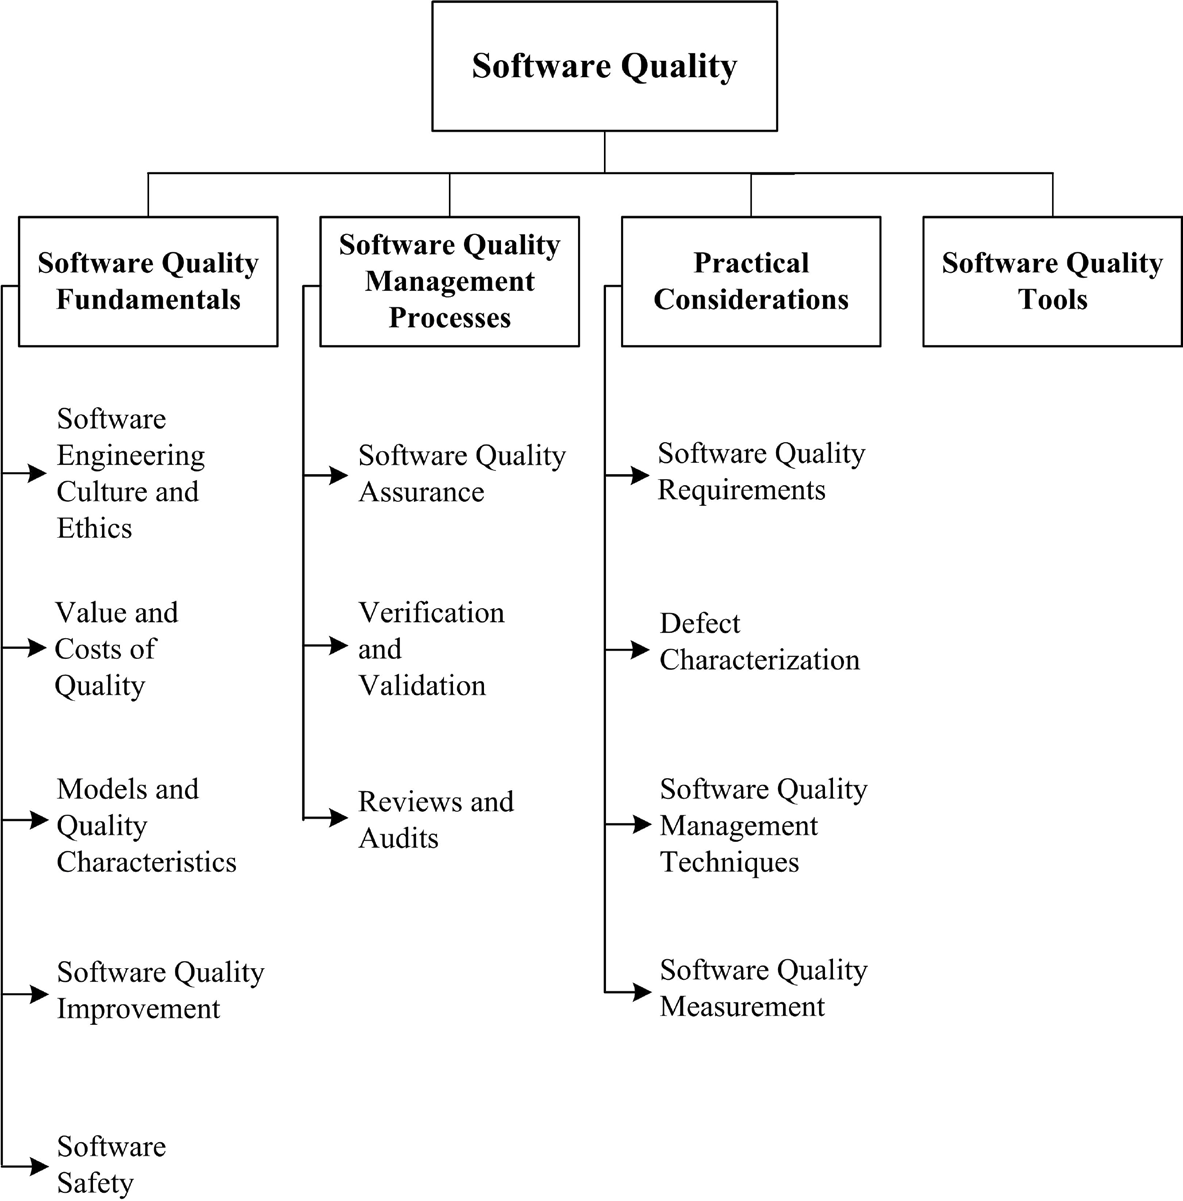 Software Quality
Software Quality
Fundamentals
Software
Engineering
Culture and
Ethics
Value and
Costs of
Quality
Models and
Quality
Characteristics
Software Quality
Improvement
Software
Safety
Software Quality
Management
Processes
Software Quality
Assurance
Verification
and
Validation
Reviews and
Audits
Practical
Considerations
Software Quality
Requirements
Defect
Characterization
Software Quality
Management
Techniques
Software Quality
Measurement
Software Quality
Tools